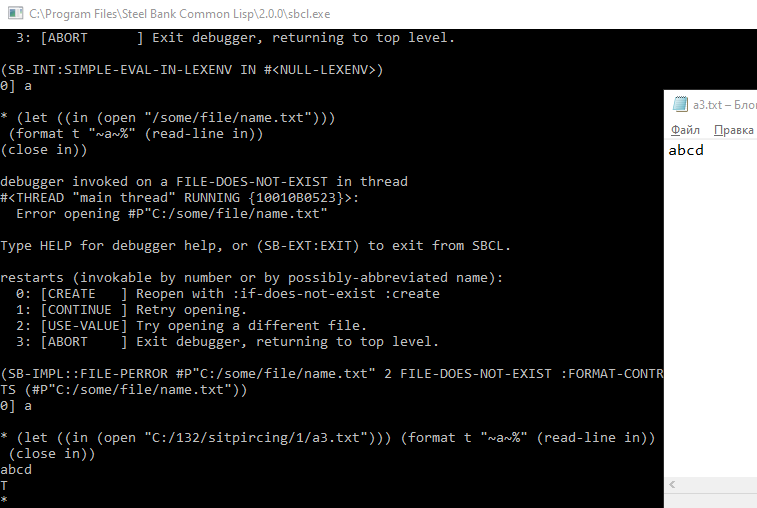 C:\Program Files\Steel Bank Common Lisp\2.0.0\sbcl.exe
3: [ABORT      ] Exit debugger, returning to top level.
(SB-INT:SIMPLE-EVAL-IN-LEXENV IN #<NULL-LEXENV>)
0] a
* (let ((in (open "/some/file/name.txt")))
(format t "~a~%" (read-line in))
(close in))
debugger invoked on a FILE-DOES-NOT-EXIST in thread
#<THREAD "main thread" RUNNING {10010B0523}>:
Error opening #P"C:/some/file/name.txt"
Type HELP for debugger help, or (SB-EXT:EXIT) to exit from SBCL.
restarts (invokable by number or by possibly-abbreviated name):
0: [CREATE   ] Reopen with :if-does-not-exist :create
1: [CONTINUE ] Retry opening.
2: [USE-VALUE] Try opening a different file.
3: [ABORT    ] Exit debugger, returning to top level.
(SB-IMPL::FILE-PERROR #P"C:/some/file/name.txt" 2 FILE-DOES-NOT-EXIST :FORMAT-CONTR
TS (#P"C:/some/file/name.txt"))
0] a
* (let ((in (open "C:/132/sitpircing/1/a3.txt"))) (format t "~a~%" (read-line in))
(close in))
abcd
T
*
a3.txt – Бло
Файл Правка
abcd